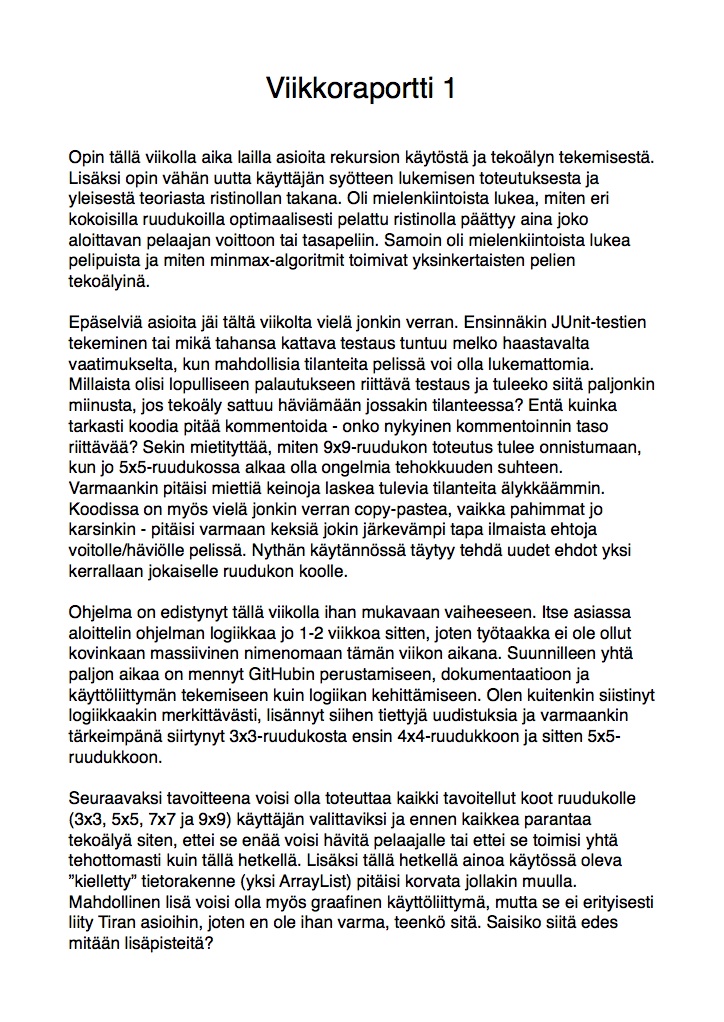 Viikkoraportti 1
Opin tällä viikolla aika lailla asioita rekursion käytöstä ja tekoälyn tekemisestä.
Lisäksi opin vähän uutta käyttäjän syötteen lukemisen toteutuksesta ja
yleisestä teoriasta ristinollan takana. Oli mielenkiintoista lukea, miten eri
kokoisilla ruudukoilla optimaalisesti pelattu ristinolla päättyy aina joko
aloittavan pelaajan voittoon tai tasapeliin. Samoin oli mielenkiintoista lukea
pelipuista ja miten minmax-algoritmit toimivat yksinkertaisten pelien
tekoälyinä.
Epäselviä asioita jäi tältä viikolta vielä jonkin verran. Ensinnäkin JUnit-testien
tekeminen tai mikä tahansa kattava testaus tuntuu melko haastavalta
vaatimukselta, kun mahdollisia tilanteita pelissä voi olla lukemattomia.
Millaista olisi lopulliseen palautukseen riittävä testaus ja tuleeko siitä paljonkin
miinusta, jos tekoäly sattuu häviämään jossakin tilanteessa? Entä kuinka
tarkasti koodia pitää kommentoida - onko nykyinen kommentoinnin taso
riittävää? Sekin mietityttää, miten 9x9-ruudukon toteutus tulee onnistumaan,
kun jo 5x5-ruudukossa alkaa olla ongelmia tehokkuuden suhteen.
Varmaankin pitäisi miettiä keinoja laskea tulevia tilanteita älykkäämmin.
Koodissa on myös vielä jonkin verran copy-pastea, vaikka pahimmat jo
karsinkin - pitäisi varmaan keksiä jokin järkevämpi tapa ilmaista ehtoja
voitolle/häviölle pelissä. Nythän käytännössä täytyy tehdä uudet ehdot yksi
kerrallaan jokaiselle ruudukon koolle.
Ohjelma on edistynyt tällä viikolla ihan mukavaan vaiheeseen. Itse asiassa
aloittelin ohjelman logiikkaa jo 1-2 viikkoa sitten, joten työtaakka ei ole ollut
kovinkaan massiivinen nimenomaan tämän viikon aikana. Suunnilleen yhtä
paljon aikaa on mennyt GitHubin perustamiseen, dokumentaatioon ja
käyttöliittymän tekemiseen kuin logiikan kehittämiseen. Olen kuitenkin siistinyt
logiikkaakin merkittävästi, lisännyt siihen tiettyjä uudistuksia ja varmaankin
tärkeimpänä siirtynyt 3x3-ruudukosta ensin 4x4-ruudukkoon ja sitten 5x5-
ruudukkoon.
Seuraavaksi tavoitteena voisi olla toteuttaa kaikki tavoitellut koot ruudukolle
(3x3, 5x5, 7x7 ja 9x9) käyttäjän valittaviksi ja ennen kaikkea parantaa
tekoälyä siten, ettei se enää voisi hävitä pelaajalle tai ettei se toimisi yhtä
tehottomasti kuin tällä hetkellä. Lisäksi tällä hetkellä ainoa käytössä oleva
”kielletty” tietorakenne (yksi ArrayList) pitäisi korvata jollakin muulla.
Mahdollinen lisä voisi olla myös graafinen käyttöliittymä, mutta se ei erityisesti
liity Tiran asioihin, joten en ole ihan varma, teenkö sitä. Saisiko siitä edes
mitään lisäpisteitä?